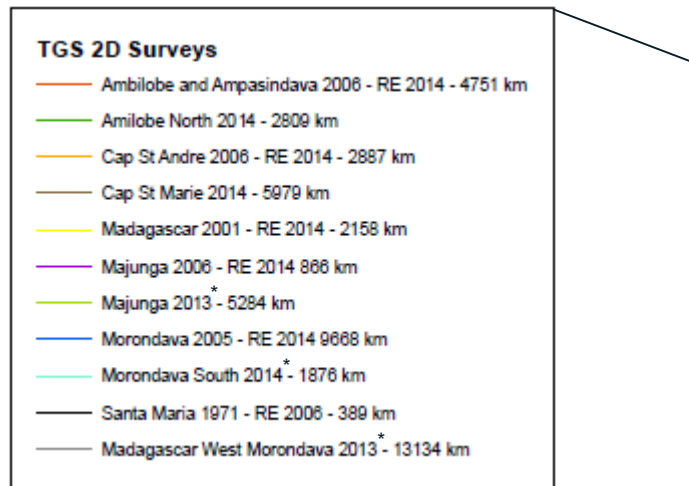 TGS 2D Surveys
Ambilobe and Ampasindava 2006 - RE 2014 - 4751 km
Amilobe North 2014 - 2809 km
Cap St Andre 2006 - RE 2014 - 2887 km
Cap St Marie 2014 - 5979 km
Madagascar 2001 - RE 2014 - 2158 km
Majunga 2006 - RE 2014 866 km
Majunga 2013* - 5284 km
Morondava 2005 - RE 2014 9668 km
Morondava South 2014* - 1876 km
Santa Maria 1971 - RE 2006 - 389 km
Madagascar West Morondava 2013* - 13134 km